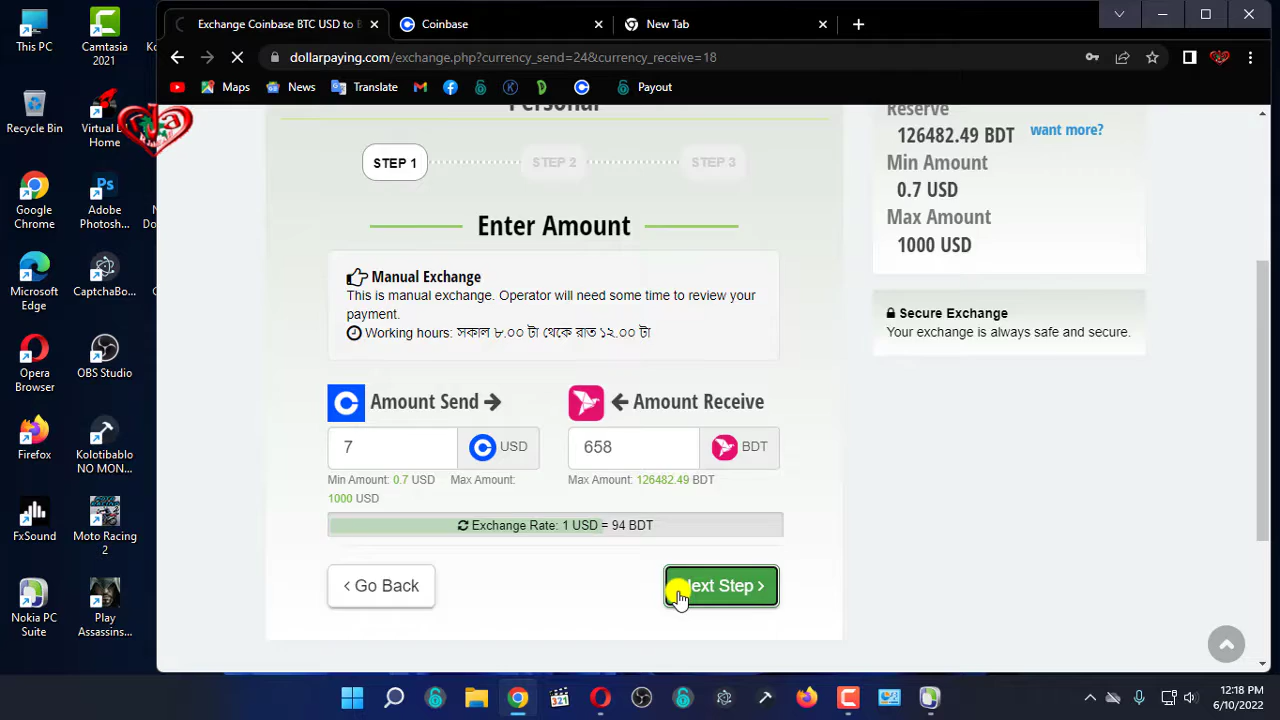 This PC
Camtasia
2021
Exchange Coinbase BTC USD to
Coinbase
New Tab
dollarpaying.com/exchange.php?currency_send=24&currency_receive=18
Maps
News
Translate
Payout
Recycle Bin
Virtual
Home
Google
Chrome
Adobe
Photosh...
Microsoft
Edge
CaptchaBo...
Opera
Browser
OBS Studio
Firefox
Kolotibablo
NO MON...
FxSound
Moto Racing
2
Nokia PC
Suite
Play
Assassins...
Personal
STEP 1
STEP 2
STEP 3
Enter Amount
Manual Exchange
This is manual exchange. Operator will need some time to review your
payment.
Working hours: সকাল ৮.০০ টা থেকে রাত ১২.০০ টা
Amount Send
Amount Receive
7
USD
658
BDT
Min Amount: 0.7 USD
Max Amount:
1000 USD
Max Amount: 126482.49 BDT
Exchange Rate: 1 USD = 94 BDT
Go Back
Next Step
Reserve
126482.49 BDT
want more?
Min Amount
0.7 USD
Max Amount
1000 USD
Secure Exchange
Your exchange is always safe and secure.
321
12:18 PM
6/10/2022